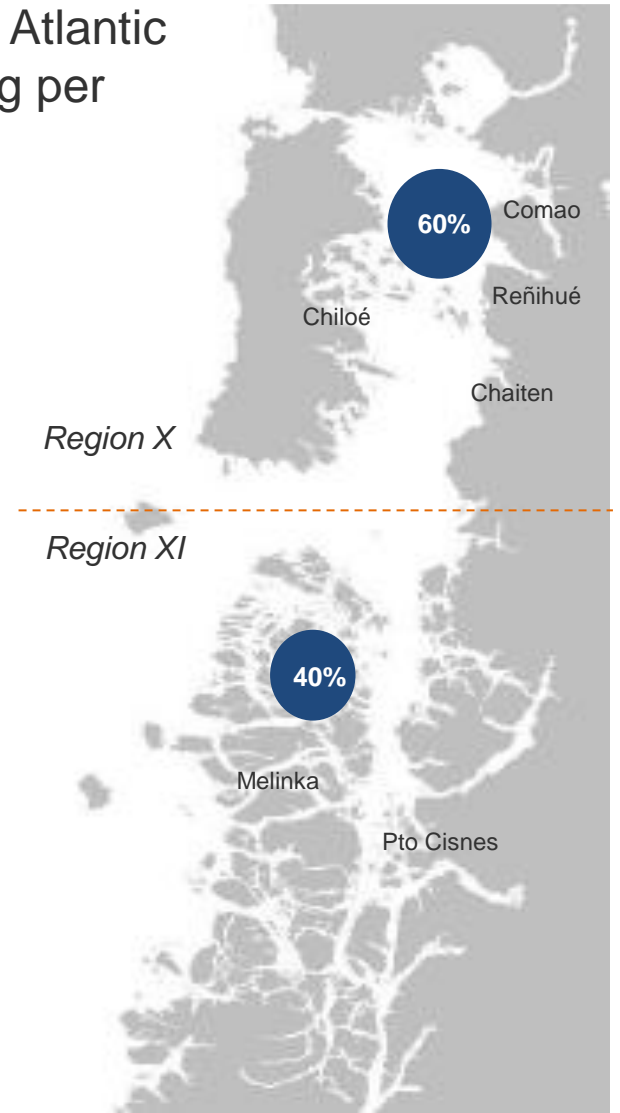 Atlantic
g per
60%
Comao
Reñihué
Chiloé
Chaiten
Region X
Region XI
40%
Melinka
Pto Cisnes